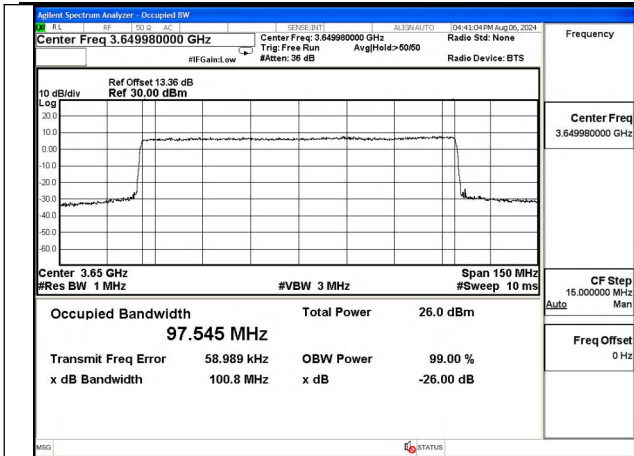 Agilent Spectrum Analyzer - Occupied BW
RL RF 50 Ω AC SENSE:INT ALIGN AUTO 04:41:04 PM Aug 06, 2024
Center Freq 3.649980000 GHz Center Freq: 3.649980000 GHz Radio Std: None
Trig: Free Run Avg|Hold:>50/50
#IFGain:Low #Atten: 36 dB Radio Device: BTS
Ref Offset 13.36 dB
10 dB/div Ref 30.00 dBm
Log
20.0
10.0
0.00
-10.0
-20.0
-30.0
-40.0
-50.0
-60.0
Center 3.65 GHz Span 150 MHz
#Res BW 1 MHz #VBW 3 MHz #Sweep 10 ms
Occupied Bandwidth Total Power 26.0 dBm
97.545 MHz
Transmit Freq Error 58.989 kHz OBW Power 99.00 %
x dB Bandwidth 100.8 MHz x dB -26.00 dB
MSG STATUS
Frequency
Center Freq
3.649980000 GHz
CF Step
15.000000 MHz
Auto Man
Freq Offset
0 Hz